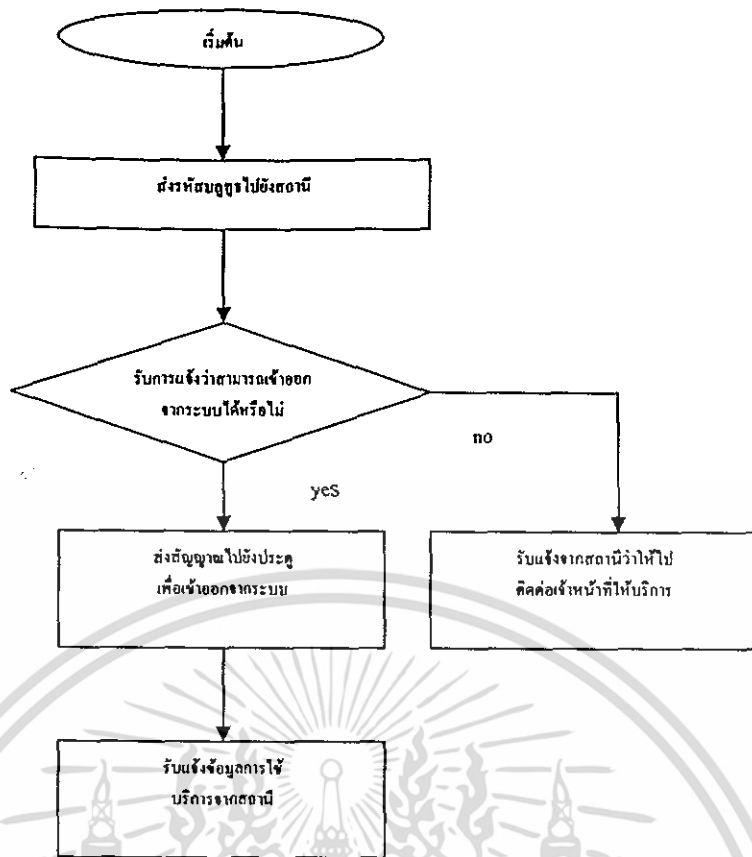 เริ่มต้น
ส่งรหัสบลูทูธไปยังสถานี
รับการแจ้งว่าสามารถเข้าออก
จากระบบได้หรือไม่
no
yes
ส่งสัญญาณไปยังประตู
เพื่อเข้าออกจากระบบ
รับแจ้งจากสถานีว่าให้ไป
ติดต่อเจ้าหน้าที่ให้บริการ
รับแจ้งข้อมูลการใช้
บริการจากสถานี